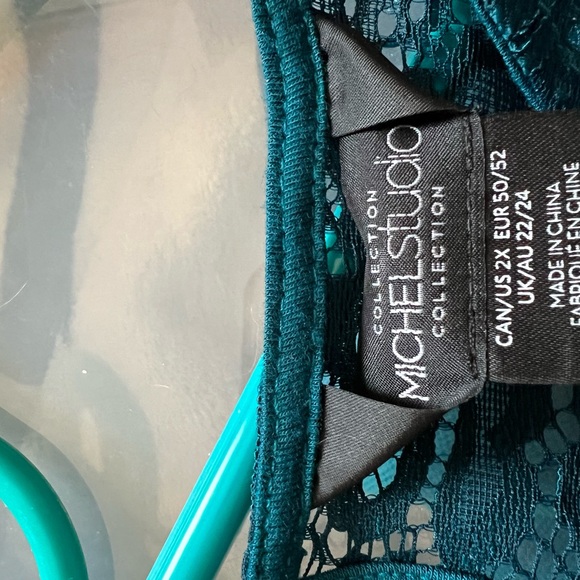 COLLECTION
MICHELstudio
COLLECTION
CAN/US 2X EUR 50/52
UK/AU 22/24
MADE IN CHINA
FABRIQUÉ EN CHINE